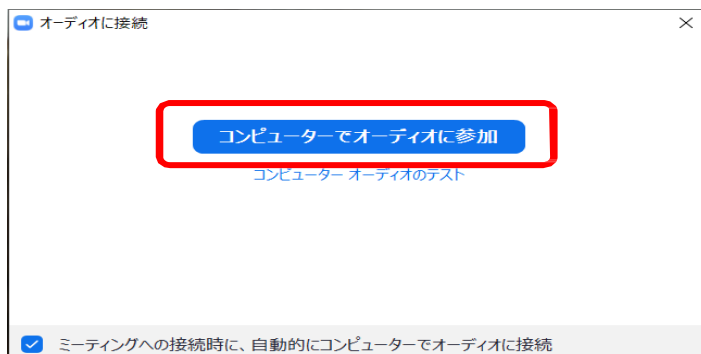 オーディオに接続
コンピューターでオーディオに参加
コンピューター オーディオのテスト
ミーティングへの接続時に、自動的にコンピューターでオーディオに接続